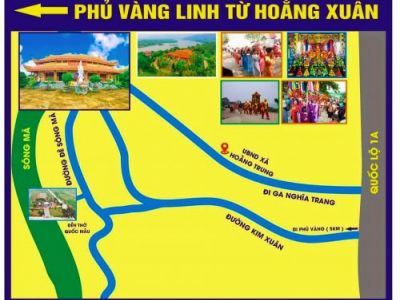 PHỦ VÀNG LINH TỪ HOẰNG XUÂN
SÔNG MÃ
ĐƯỜNG ĐÊ SÔNG MÃ
UBND XÃ
HOẰNG TRUNG
QUỐC LỘ 1A
ĐI GA NGHĨA TRANG
ĐỀN THỜ
QUỐC MẪU
ĐƯỜNG KIM XUÂN
ĐI PHỦ VÀNG ( 5KM )